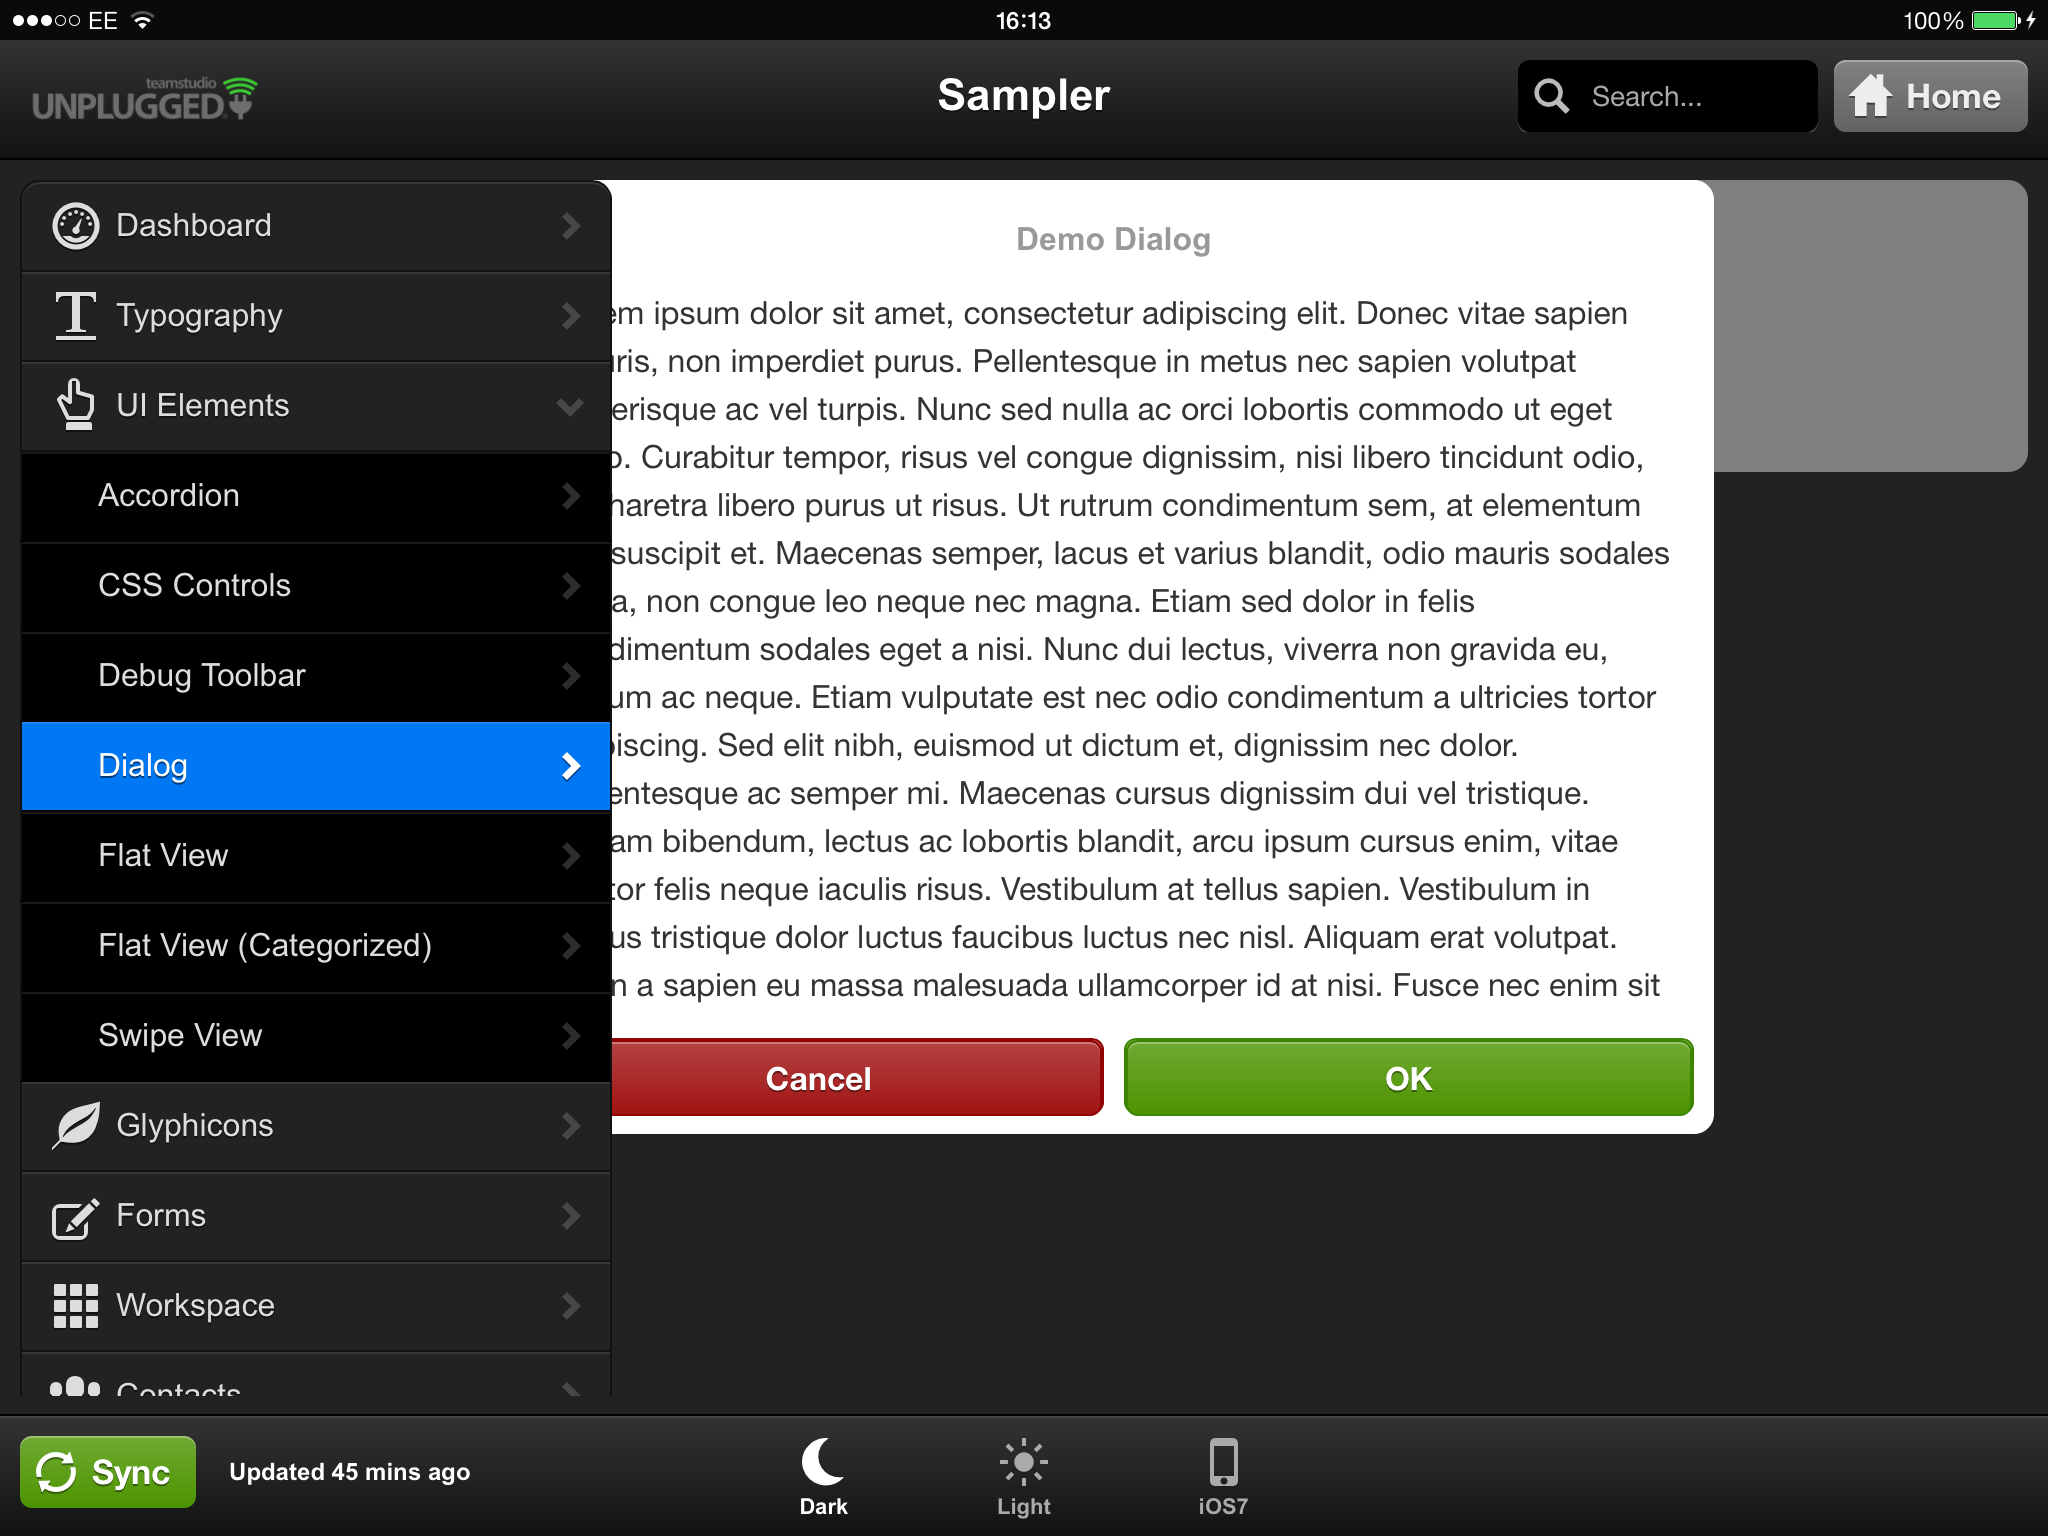 EE
16:13
100%
teamstudio
UNPLUGGED
Sampler
Search...
Home
Dashboard
Typography
UI Elements
Accordion
CSS Controls
Debug Toolbar
Dialog
Flat View
Flat View (Categorized)
Swipe View
Glyphicons
Forms
Workspace
Contacts
Demo Dialog
em ipsum dolor sit amet, consectetur adipiscing elit. Donec vitae sapien
ris, non imperdiet purus. Pellentesque in metus nec sapien volutpat
erisque ac vel turpis. Nunc sed nulla ac orci lobortis commodo ut eget
o. Curabitur tempor, risus vel congue dignissim, nisi libero tincidunt odio,
haretra libero purus ut risus. Ut rutrum condimentum sem, at elementum
suscipit et. Maecenas semper, lacus et varius blandit, odio mauris sodales
a, non congue leo neque nec magna. Etiam sed dolor in felis
dimentum sodales eget a nisi. Nunc dui lectus, viverra non gravida eu,
um ac neque. Etiam vulputate est nec odio condimentum a ultricies tortor
iscing. Sed elit nibh, euismod ut dictum et, dignissim nec dolor.
entesque ac semper mi. Maecenas cursus dignissim dui vel tristique.
am bibendum, lectus ac lobortis blandit, arcu ipsum cursus enim, vitae
tor felis neque iaculis risus. Vestibulum at tellus sapien. Vestibulum in
us tristique dolor luctus faucibus luctus nec nisl. Aliquam erat volutpat.
n a sapien eu massa malesuada ullamcorper id at nisi. Fusce nec enim sit
Cancel
OK
Sync
Updated 45 mins ago
Dark
Light
iOS7